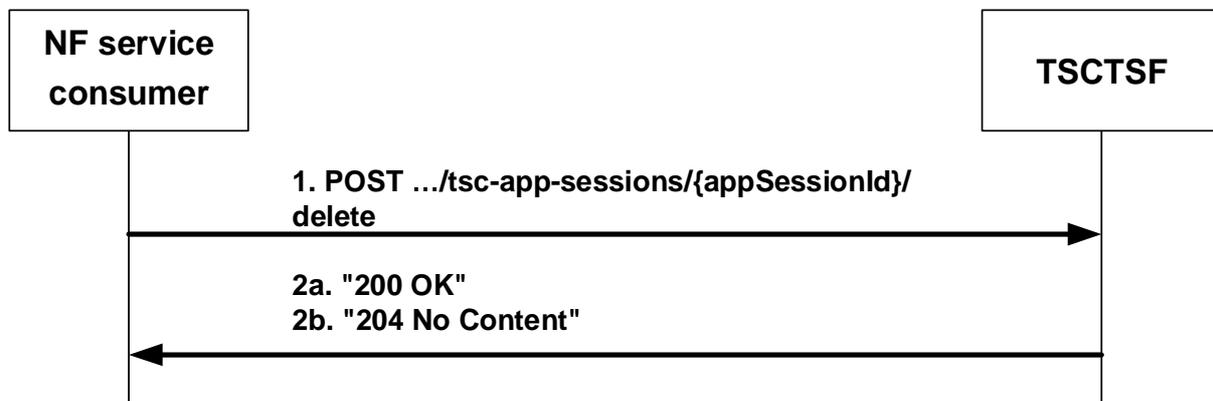 NF service
consumer
TSCTSF
1. POST …/tsc-app-sessions/{appSessionId}/
delete
2a. "200 OK"
2b. "204 No Content"